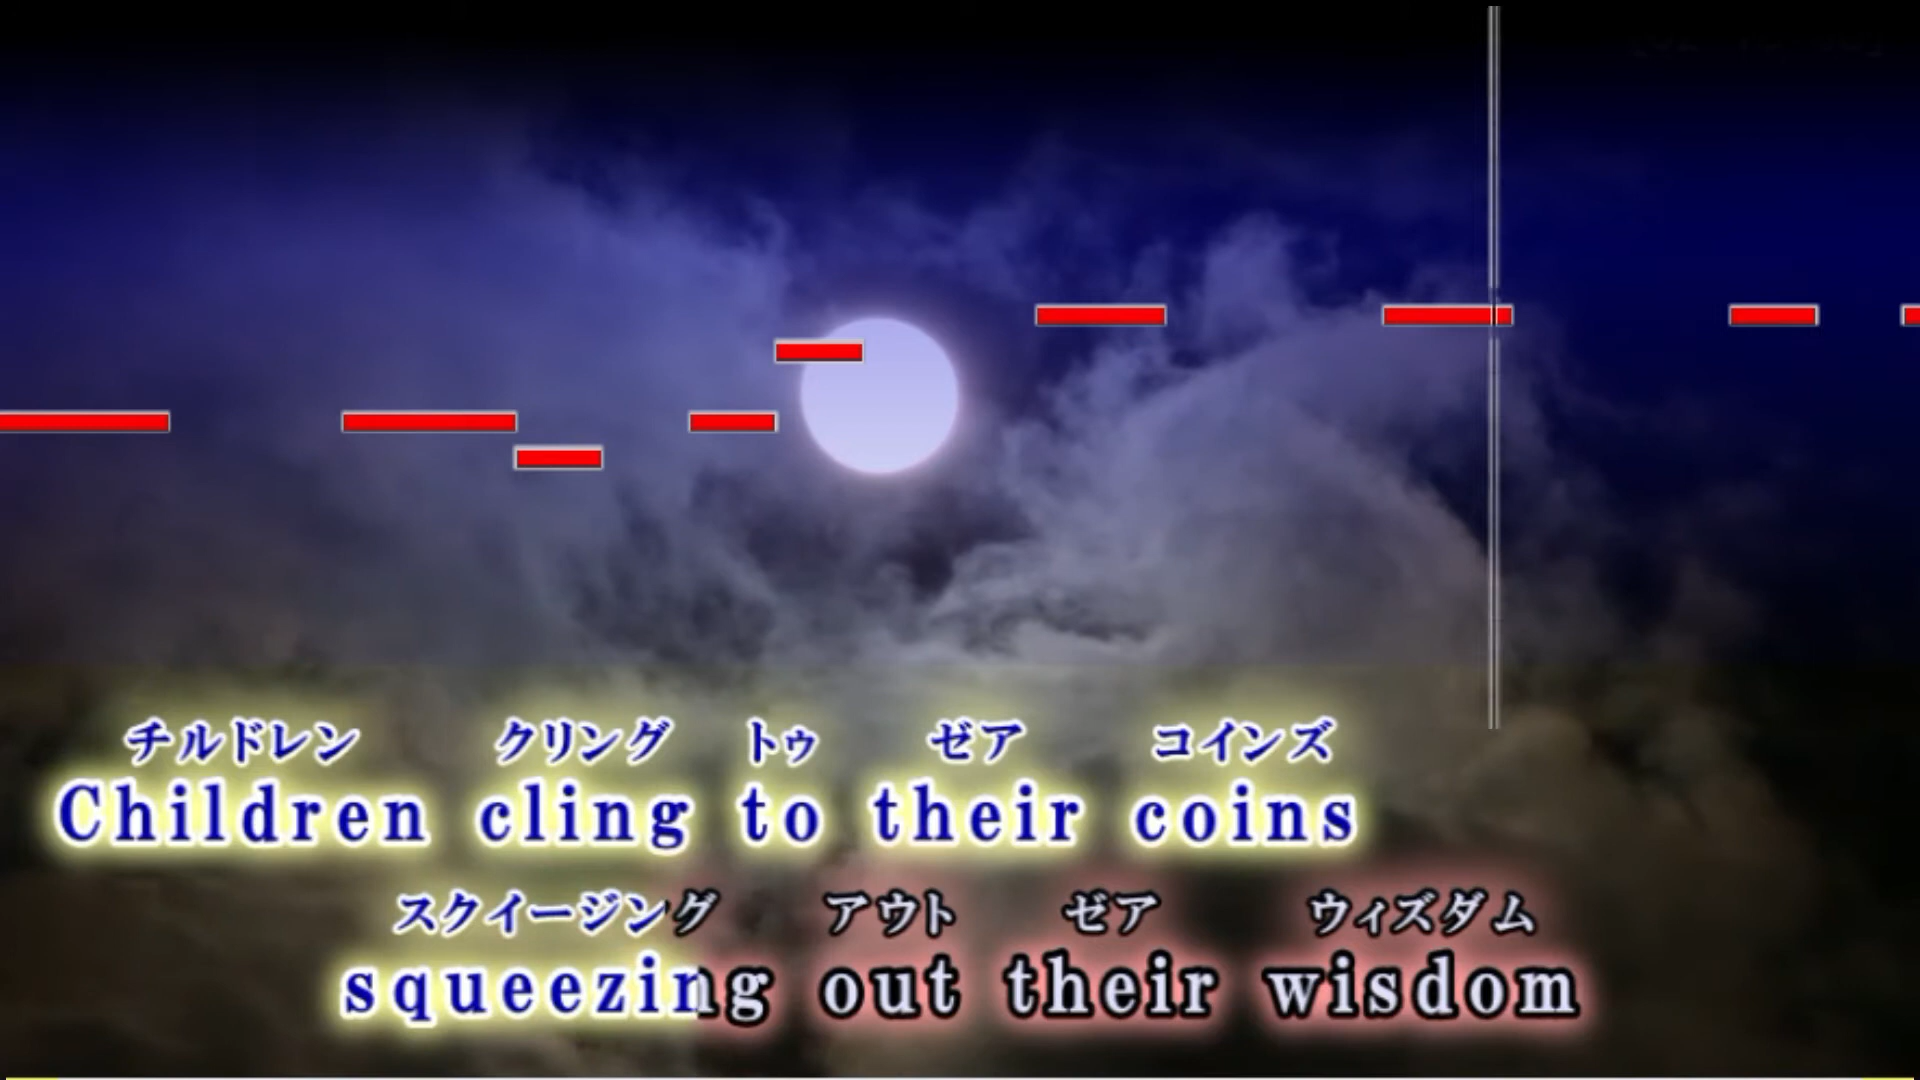 チルドレン クリング トゥ ゼア コインズ
Children cling to their coins
スクイージング アウト ゼア ウィズダム
squeezing out their wisdom